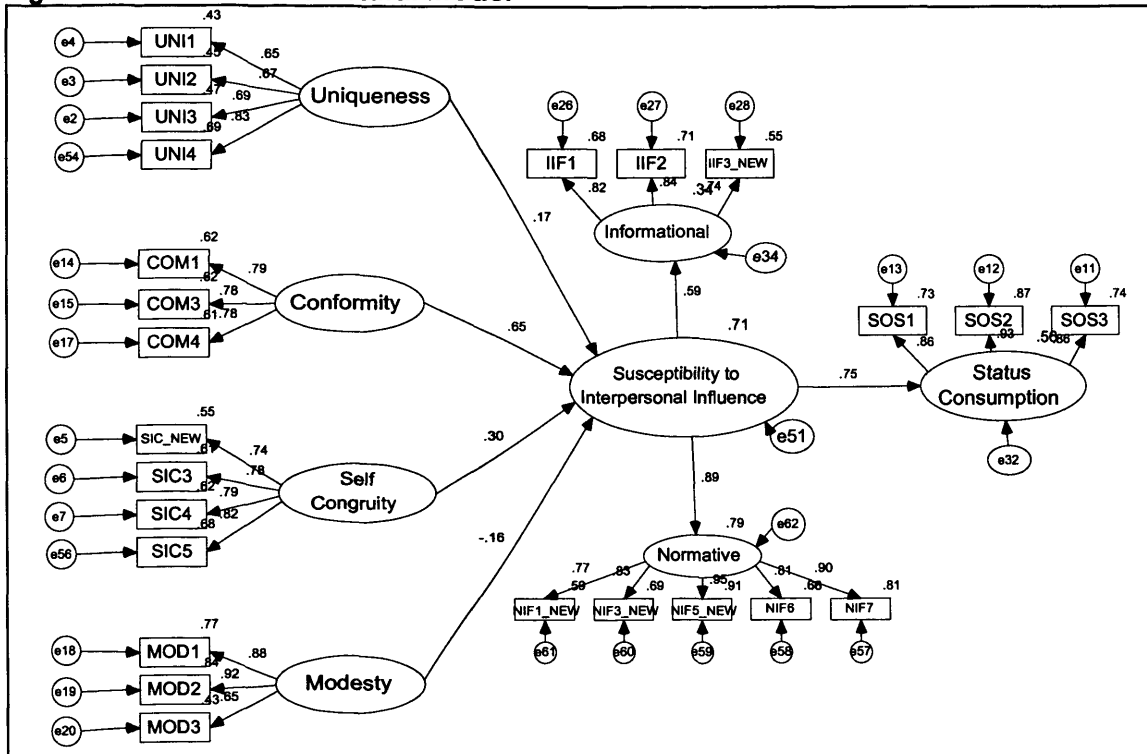 e4
UNI1
.43
.65
e3
UNI2
.45
.67
e2
UNI3
.47
.69
e54
UNI4
.69
.83
Uniqueness
.17
e14
COM1
.62
.79
e15
COM3
.62
.78
e17
COM4
.61
.78
Conformity
.65
e5
SIC_NEW
.55
.74
e6
SIC3
.61
.78
e7
SIC4
.62
.79
e56
SIC5
.68
.82
Self
Congruity
.30
e18
MOD1
.77
.88
e19
MOD2
.84
.92
e20
MOD3
.43
.65
Modesty
-.16
e26
e27
e28
.68
.71
.55
IIF1
IIF2
IIF3_NEW
.82
.84
.74
.34
Informational
e34
.59
.71
Susceptibility to
Interpersonal Influence
e51
.75
.89
e13
e12
e11
.73
.87
.74
SOS1
SOS2
SOS3
.86
.93
.86
Status
Consumption
e32
.79
e62
Normative
.77
.83
.95
.81
.90
.59
.69
.91
.66
.81
NIF1_NEW
NIF3_NEW
NIF5_NEW
NIF6
NIF7
e61
e60
e59
e58
e57